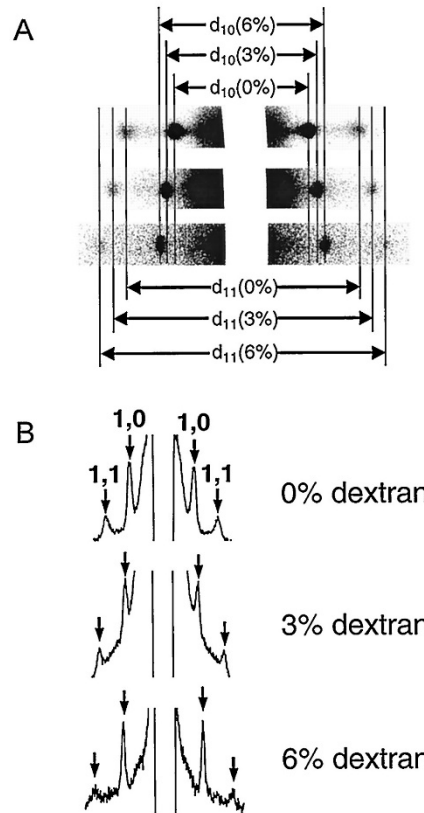 A
d10(6%)
d10(3%)
d10(0%)
d11(0%)
d11(3%)
d11(6%)
B
1,0 1,0
1,1 1,1
0% dextran
3% dextran
6% dextran